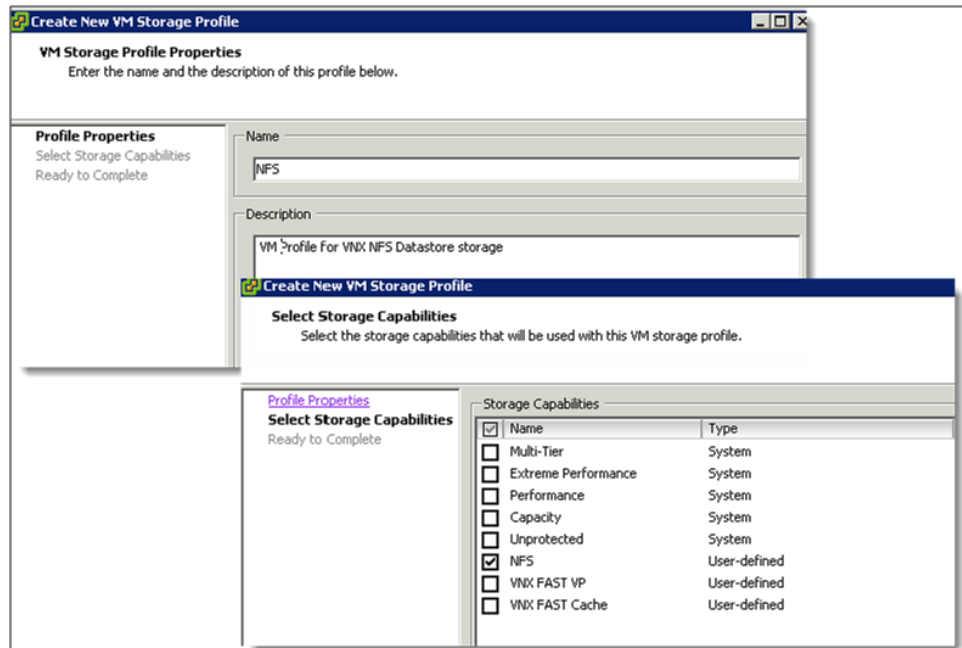 Create New VM Storage Profile
VM Storage Profile Properties
Enter the name and the description of this profile below.
Profile Properties
Select Storage Capabilities
Ready to Complete
Name
NFS
Description
VM Profile for VNX NFS Datastore storage
Create New VM Storage Profile
Select Storage Capabilities
Select the storage capabilities that will be used with this VM storage profile.
Profile Properties
Select Storage Capabilities
Ready to Complete
Storage Capabilities
Name Type
Multi-Tier System
Extreme Performance System
Performance System
Capacity System
Unprotected System
NFS User-defined
VNX FAST VP User-defined
VNX FAST Cache User-defined